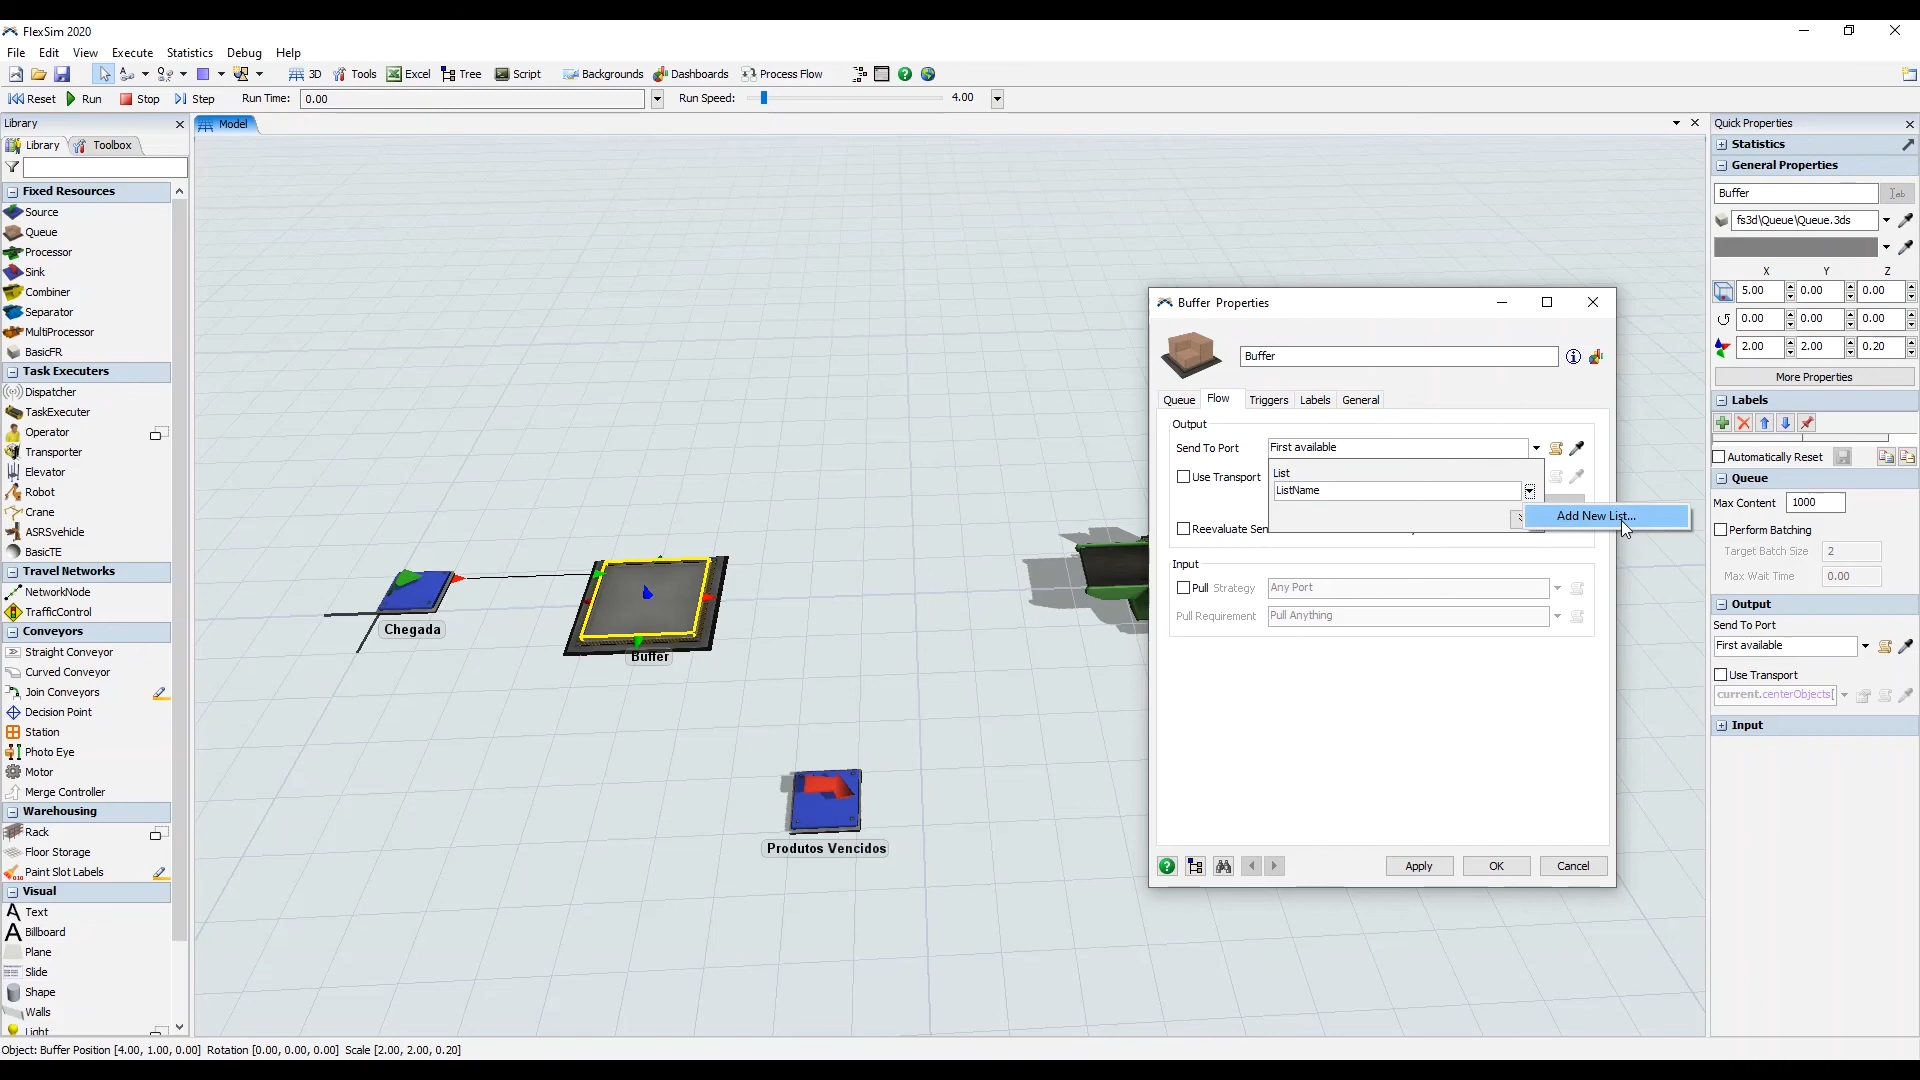 FlexSim 2020
File Edit View Execute Statistics Debug Help
3D Tools Excel Tree Script Backgrounds Dashboards Process Flow
Reset Run Stop Step Run Time: 0.00 Run Speed: 4.00
Library
Library Toolbox
Fixed Resources
Source
Queue
Processor
Sink
Combiner
Separator
MultiProcessor
BasicFR
Task Executers
Dispatcher
TaskExecuter
Operator
Transporter
Elevator
Robot
Crane
ASRSvehicle
BasicTE
Travel Networks
NetworkNode
TrafficControl
Conveyors
Straight Conveyor
Curved Conveyor
Join Conveyors
Decision Point
Station
Photo Eye
Motor
Merge Controller
Warehousing
Rack
Floor Storage
Paint Slot Labels
Visual
Text
Billboard
Plane
Slide
Shape
Walls
Light
Model
Chegada
Buffer
Produtos Vencidos
Buffer Properties
Buffer
Queue Flow Triggers Labels General
Output
Send To Port First available
Use Transport
List
ListName
Add New List...
Reevaluate Sen
Input
Pull Strategy Any Port
Pull Requirement Pull Anything
Apply OK Cancel
Quick Properties
Statistics
General Properties
Buffer
fs3d\Queue\Queue.3ds
X Y Z
5.00 0.00 0.00
0.00 0.00 0.00
2.00 2.00 0.20
More Properties
Labels
Automatically Reset
Queue
Max Content 1000
Perform Batching
Target Batch Size 2
Max Wait Time 0.00
Output
Send To Port
First available
Use Transport
current.centerObjects[
Input
Object: Buffer Position [4.00, 1.00, 0.00] Rotation [0.00, 0.00, 0.00] Scale [2.00, 2.00, 0.20]